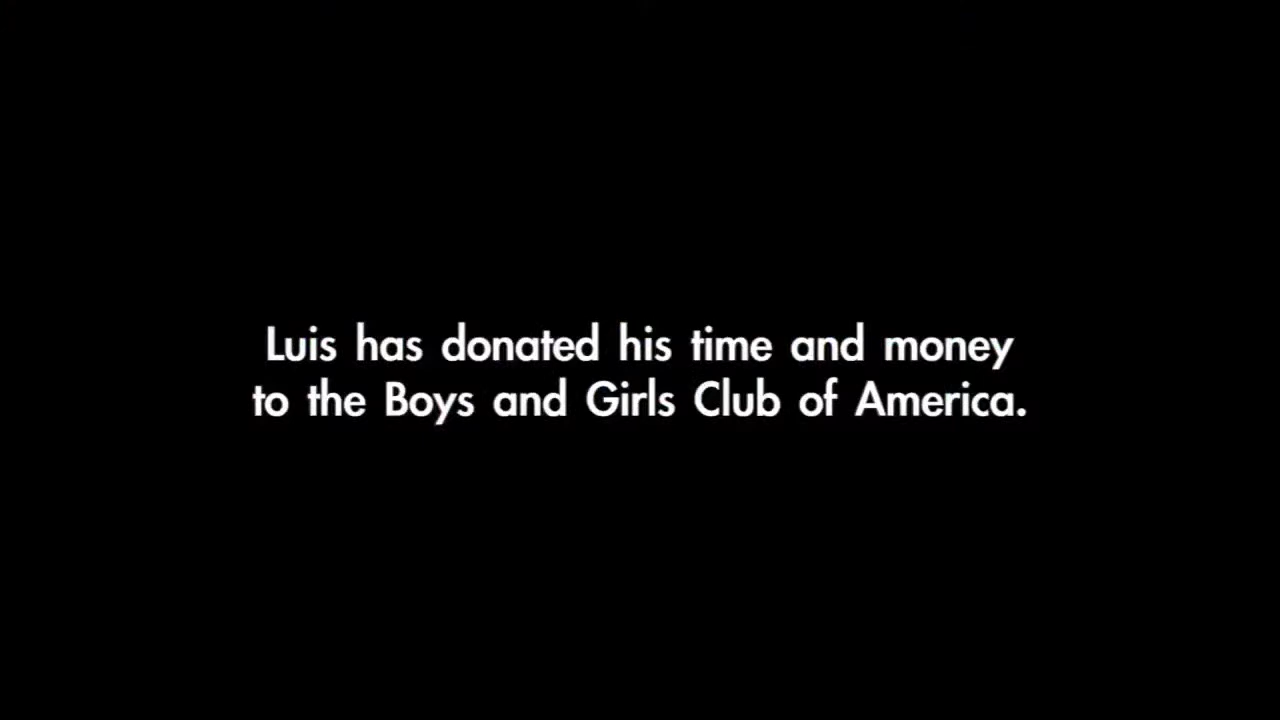 Luis has donated his time and money
to the Boys and Girls Club of America.